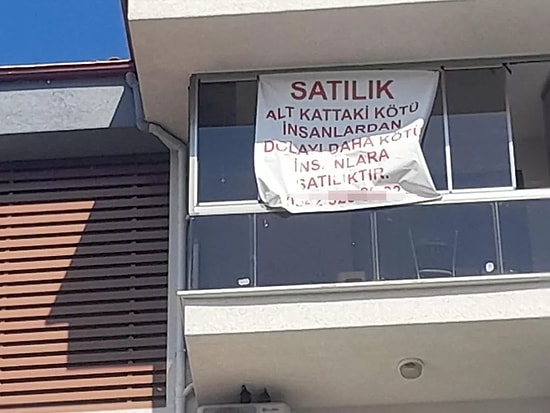 SATILIK
ALT KATTAKİ KÖTÜ
İNSANLARDAN
DOLAYI DAHA KÖTÜ
İNSANLARA
SATILIKTIR.